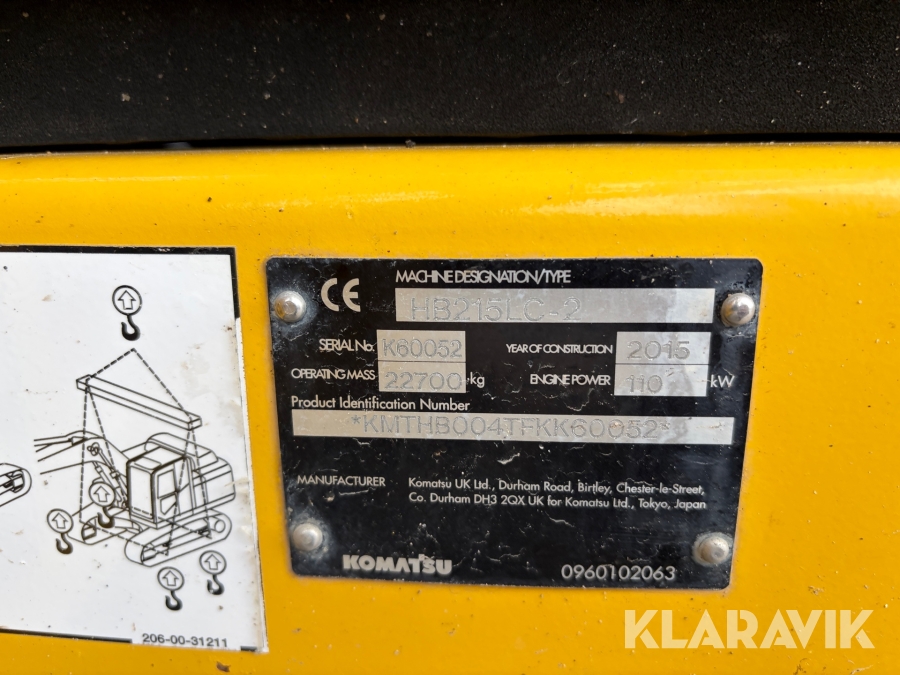 CE
MACHINE DESIGNATION/TYPE
HB215LC-2
SERIAL No. K60052 YEAR OF CONSTRUCTION 2015
OPERATING MASS 22700 kg ENGINE POWER 110 kW
Product Identification Number
*KMTHB004TFKK60052*
MANUFACTURER Komatsu UK Ltd., Durham Road, Birtley, Chester-le-Street,
Co. Durham DH3 2QX UK for Komatsu Ltd., Tokyo, Japan
KOMATSU 0960102063
206-00-31211
KLARAVIK